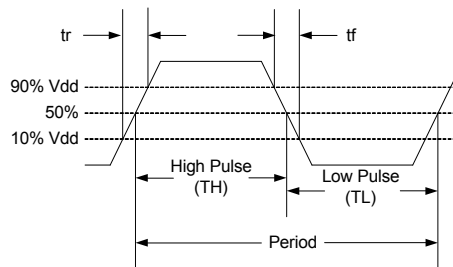 tr
tf
90% Vdd
50%
10% Vdd
High Pulse
(TH)
Low Pulse
(TL)
Period